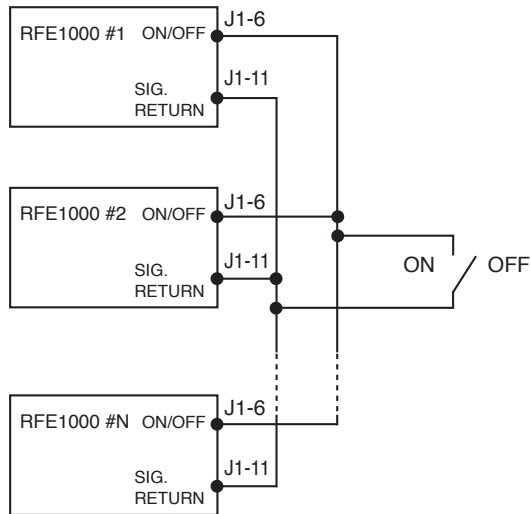 J1-6
RFE1000 #1 ON/OFF
J1-11
SIG.
RETURN
J1-6
RFE1000 #2 ON/OFF
J1-11
SIG.
RETURN
ON OFF
J1-6
RFE1000 #N ON/OFF
J1-11
SIG.
RETURN